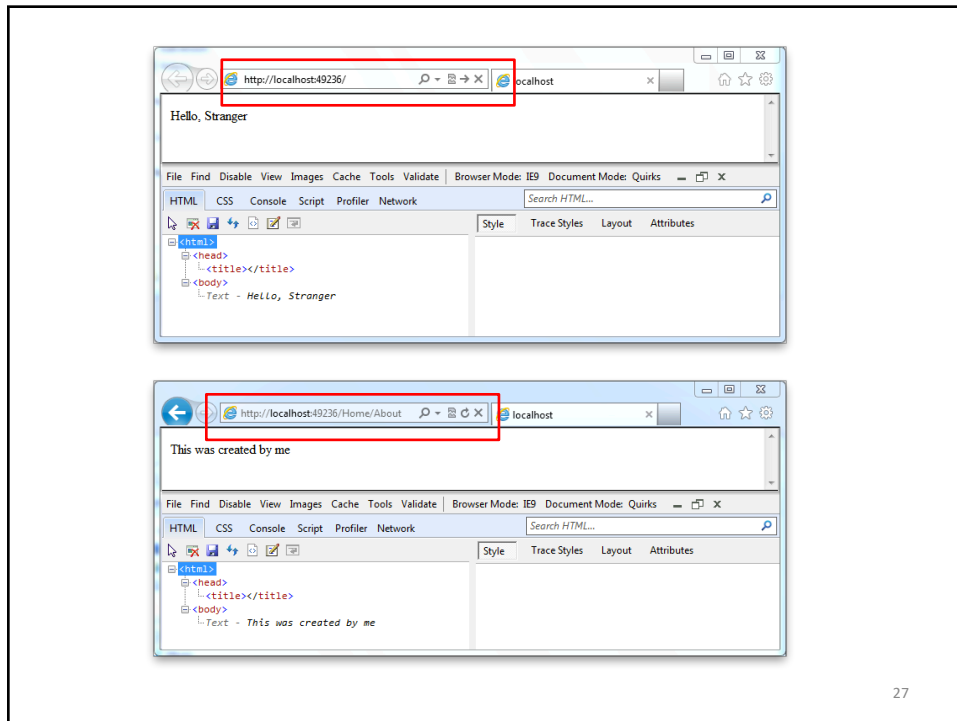 http://localhost:49236/ ocalhost
Hello, Stranger
File Find Disable View Images Cache Tools Validate Browser Mode: IE9 Document Mode: Quirks
HTML CSS Console Script Profiler Network Search HTML...
Style Trace Styles Layout Attributes
<html>
<head>
<title></title>
<body>
Text - Hello, Stranger
http://localhost:49236/Home/About localhost
This was created by me
File Find Disable View Images Cache Tools Validate Browser Mode: IE9 Document Mode: Quirks
HTML CSS Console Script Profiler Network Search HTML...
Style Trace Styles Layout Attributes
<html>
<head>
<title></title>
<body>
Text - This was created by me
27